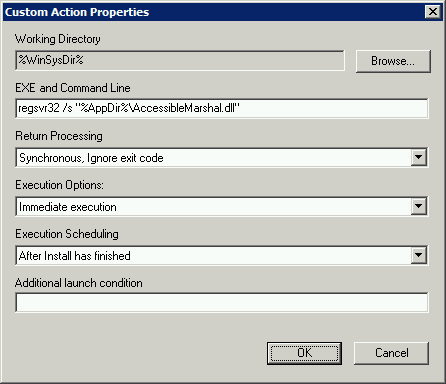 Custom Action Properties
Working Directory
%WinSysDir%
Browse...
EXE and Command Line
regsvr32 /s "%AppDir%\AccessibleMarshal.dll"
Return Processing
Synchronous, Ignore exit code
Execution Options:
Immediate execution
Execution Scheduling
After Install has finished
Additional launch condition
OK
Cancel